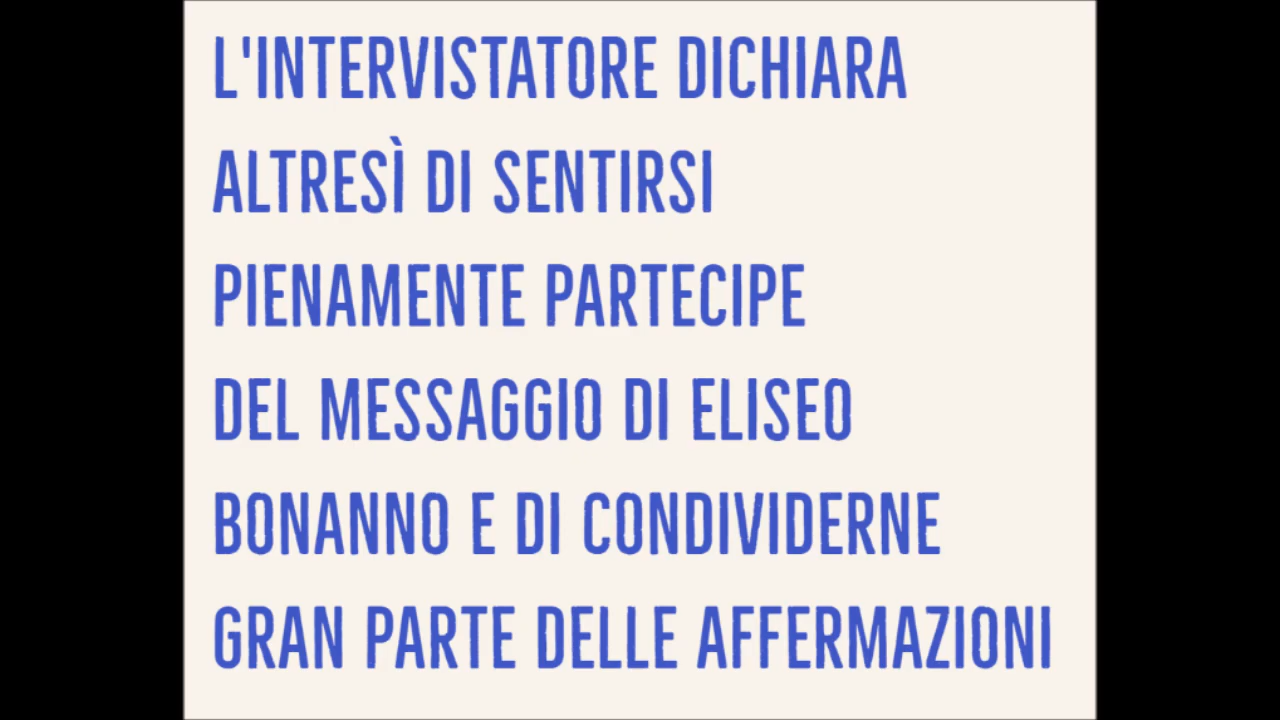 L'INTERVISTATORE DICHIARA
ALTRESÌ DI SENTIRSI
PIENAMENTE PARTECIPE
DEL MESSAGGIO DI ELISEO
BONANNO E DI CONDIVIDERNE
GRAN PARTE DELLE AFFERMAZIONI